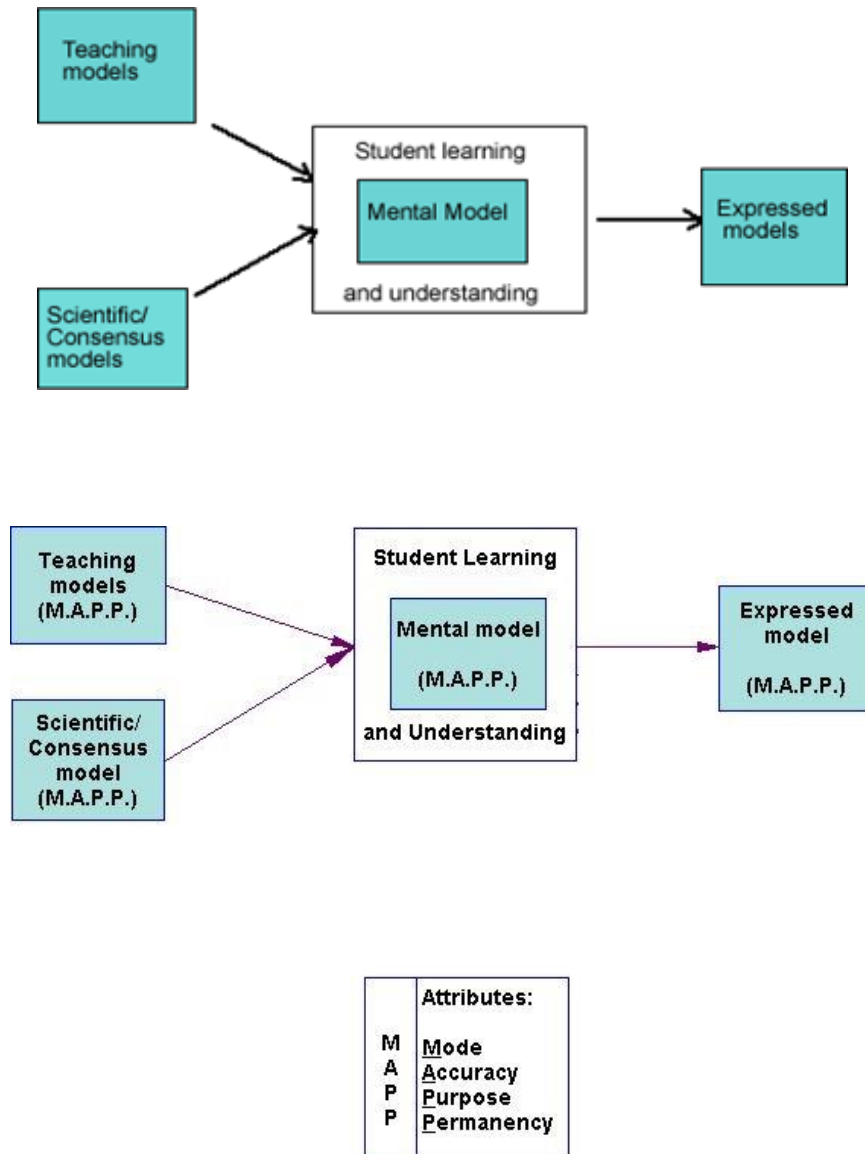 Teaching
models
Student learning
Mental Model
and understanding
Expressed
models
Scientific/
Consensus
models
Teaching
models
(M.A.P.P.)
Student Learning
Mental model
(M.A.P.P.)
and Understanding
Expressed
model
(M.A.P.P.)
Scientific/
Consensus
model
(M.A.P.P.)
Attributes:
M Mode
A Accuracy
P Purpose
P Permanency